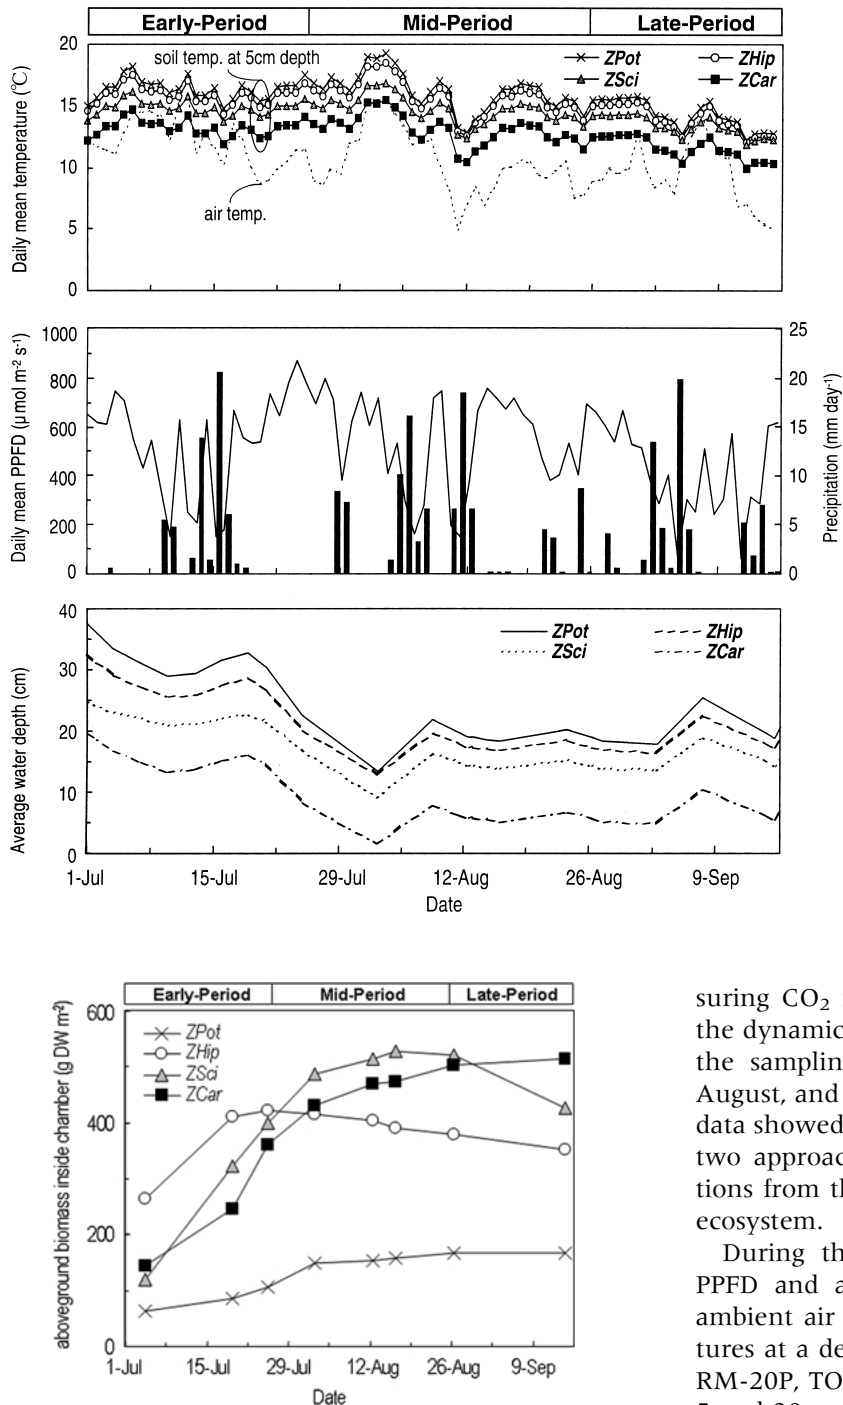 Early-Period Mid-Period Late-Period
Daily mean temperature (°C)
20
15
10
5
0
soil temp. at 5cm depth
air temp.
ZPot ZHip
ZSci ZCar
Daily mean PPFD (μmol m-2 s-1)
1000
800
600
400
200
0
25
20
15
10
5
0
Precipitation (mm day-1)
Average water depth (cm)
40
30
20
10
0
ZPot ZHip
ZSci ZCar
1-Jul 15-Jul 29-Jul 12-Aug 26-Aug 9-Sep
Date
Early-Period Mid-Period Late-Period
aboveground biomass inside chamber (g DW m-2)
600
400
200
0
ZPot
ZHip
ZSci
ZCar
1-Jul 15-Jul 29-Jul 12-Aug 26-Aug 9-Sep
Date
suring CO2
the dynamic
the samplin
August, and
data showed
two approac
tions from th
ecosystem.
During th
PPFD and a
ambient air
tures at a de
RM-20P, TO